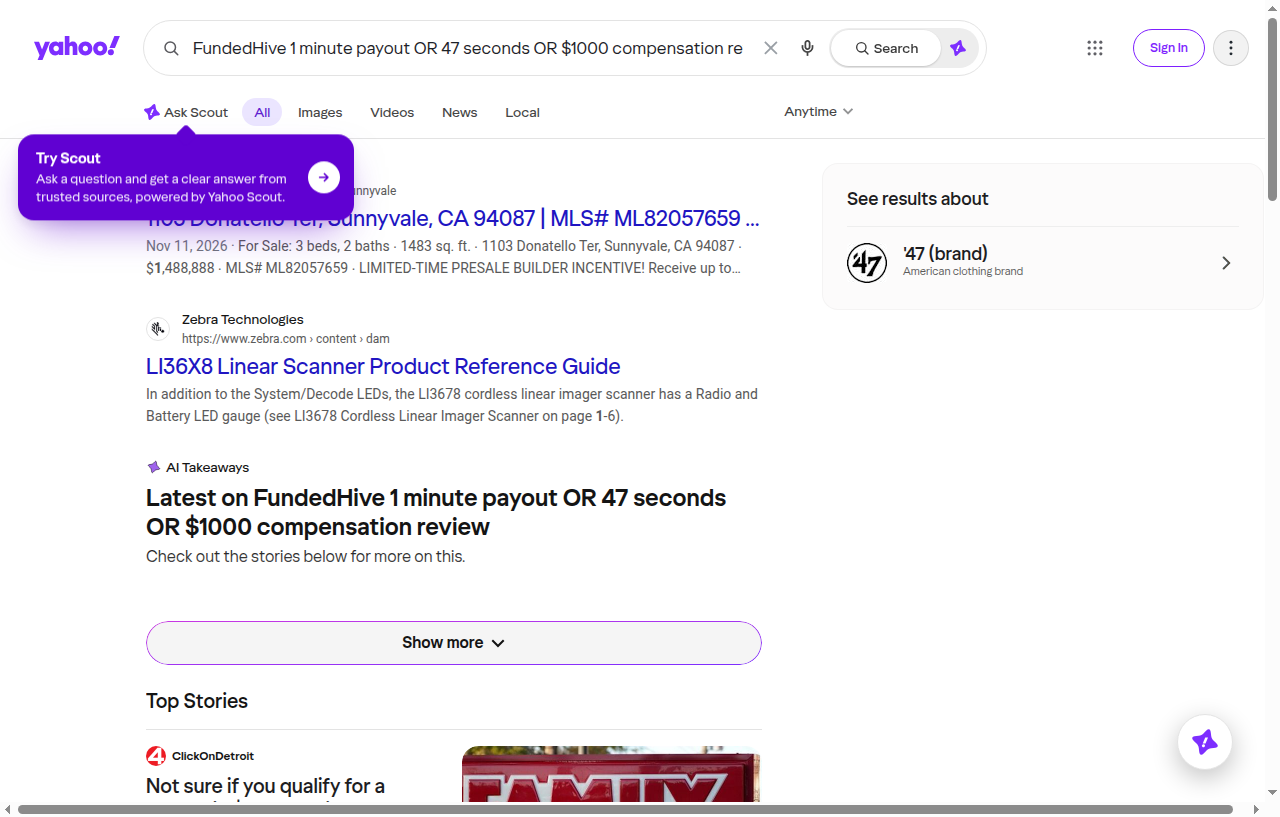 yahoo!
FundedHive 1 minute payout OR 47 seconds OR $1000 compensation re
Search
Sign In
Ask Scout
All
Images
Videos
News
Local
Anytime
Try Scout
Ask a question and get a clear answer from
trusted sources, powered by Yahoo Scout.
1103 Donatello Ter, Sunnyvale, CA 94087 | MLS# ML82057659 ...
Nov 11, 2026 · For Sale: 3 beds, 2 baths · 1483 sq. ft. · 1103 Donatello Ter, Sunnyvale, CA 94087 ·
$1,488,888 · MLS# ML82057659 · LIMITED-TIME PRESALE BUILDER INCENTIVE! Receive up to...
See results about
47
'47 (brand)
American clothing brand
Zebra Technologies
https://www.zebra.com › content › dam
LI36X8 Linear Scanner Product Reference Guide
In addition to the System/Decode LEDs, the LI3678 cordless linear imager scanner has a Radio and
Battery LED gauge (see LI3678 Cordless Linear Imager Scanner on page 1-6).
AI Takeaways
Latest on FundedHive 1 minute payout OR 47 seconds
OR $1000 compensation review
Check out the stories below for more on this.
Show more
Top Stories
4
ClickOnDetroit
Not sure if you qualify for a
FAMILY